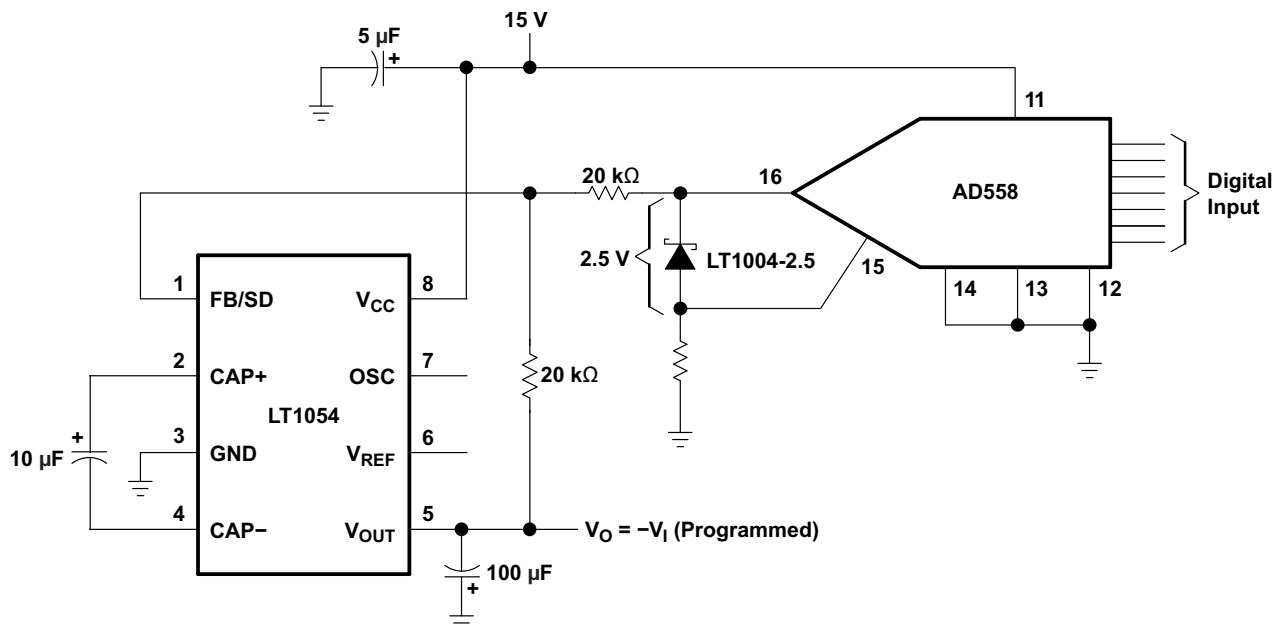 15 V
5 µF
+
11
20 kΩ
16
AD558
Digital
Input
2.5 V
LT1004-2.5
15
14
13
12
1
FB/SD
VCC
8
2
CAP+
OSC
7
20 kΩ
LT1054
+
10 µF
3
GND
VREF
6
4
CAP−
VOUT
5
VO = −VI (Programmed)
100 µF
+